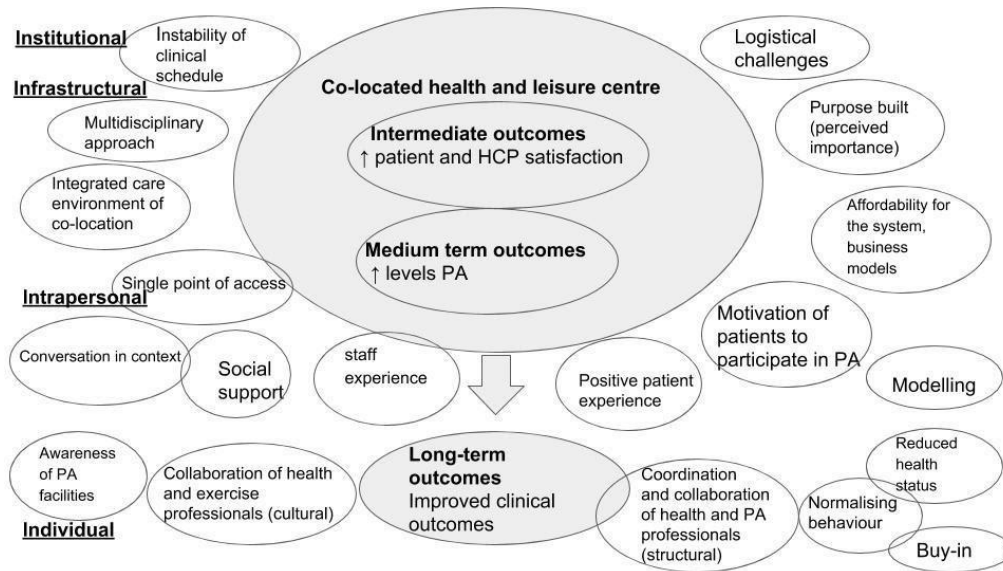 Institutional
Instability of
clinical
schedule
Logistical
challenges
Infrastructural
Co-located health and leisure centre
Multidisciplinary
approach
Intermediate outcomes
↑ patient and HCP satisfaction
Purpose built
(perceived
importance)
Integrated care
environment of
co-location
Affordability for
the system,
business
models
Medium term outcomes
↑ levels PA
Single point of access
Intrapersonal
Motivation of
patients to
participate in PA
Conversation in context
Social
support
staff
experience
Positive patient
experience
Modelling
Awareness
of PA
facilities
Collaboration of health
and exercise
professionals (cultural)
Long-term
outcomes
Improved clinical
outcomes
Coordination
and collaboration
of health and PA
professionals
(structural)
Reduced
health
status
Normalising
behaviour
Buy-in
Individual